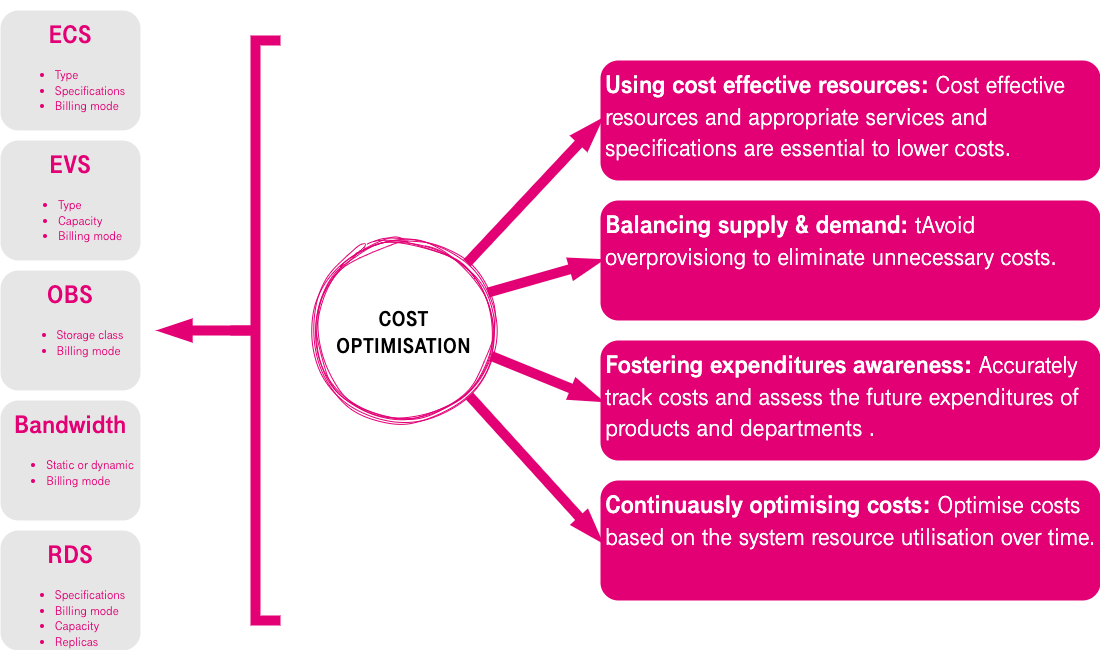 ECS
• Type
• Specifications
• Billing mode
EVS
• Type
• Capacity
• Billing mode
OBS
• Storage class
• Billing mode
Bandwidth
• Static or dynamic
• Billing mode
RDS
• Specifications
• Billing mode
• Capacity
• Replicas
COST
OPTIMISATION
Using cost effective resources: Cost effective
resources and appropriate services and
specifications are essential to lower costs.
Balancing supply & demand: tAvoid
overprovisiong to eliminate unnecessary costs.
Fostering expenditures awareness: Accurately
track costs and assess the future expenditures of
products and departments .
Continuausly optimising costs: Optimise costs
based on the system resource utilisation over time.